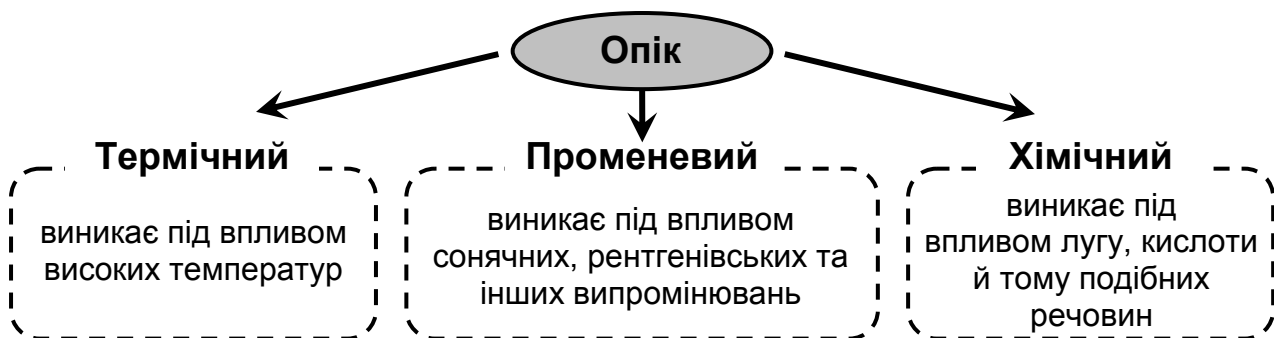 Опік
Термічний
виникає під впливом
високих температур
Променевий
виникає під впливом
сонячних, рентгенівських та
інших випромінювань
Хімічний
виникає під
впливом лугу, кислоти
й тому подібних
речовин